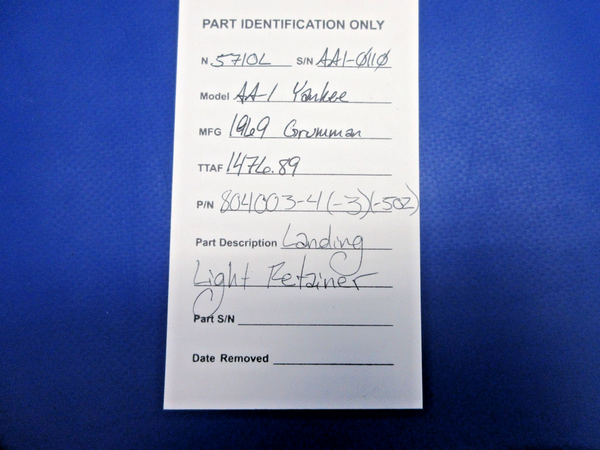 PART IDENTIFICATION ONLY
N 5710L S/N AA1-0110
Model AA-1 Yankee
MFG 1969 Grumman
TTAF 1476.89
P/N 804003-4(-3)(-502)
Part Description Landing
Light Retainer
Part S/N
Date Removed